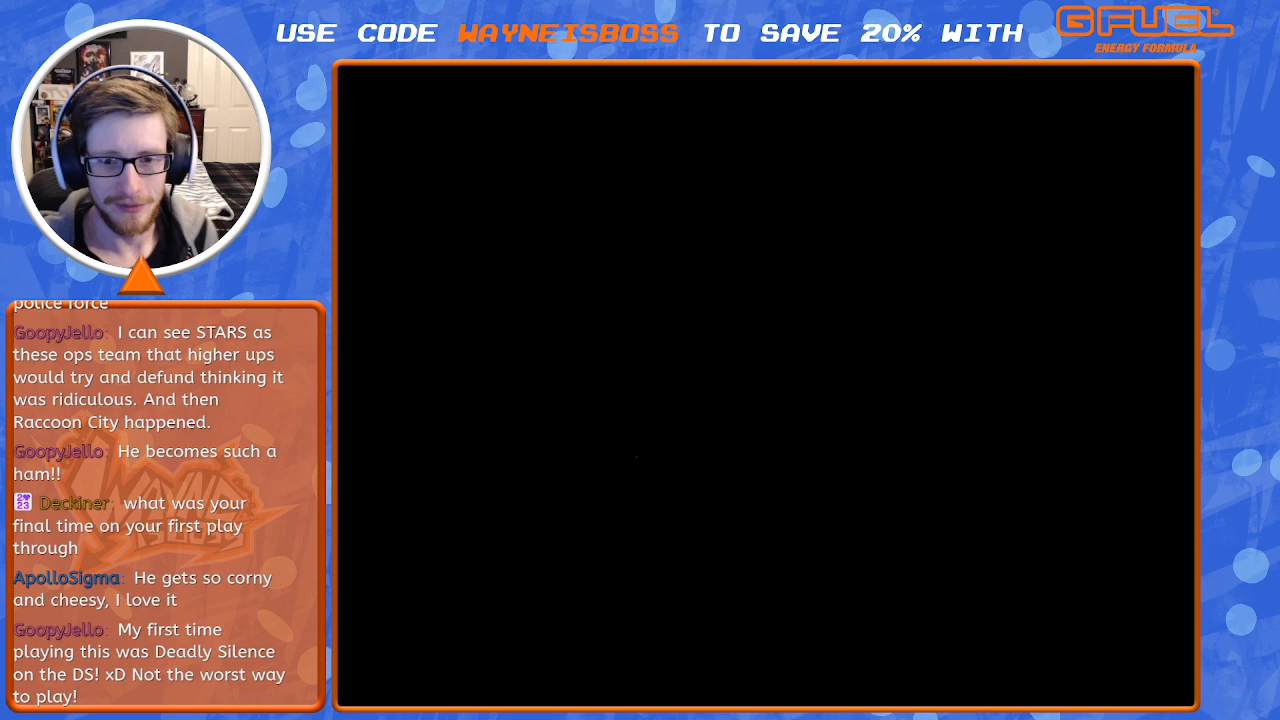 USE CODE WAYNEISBOSS TO SAVE 20% WITH
G FUEL
ENERGY FORMULA
police force
GoopyJello: I can see STARS as
these ops team that higher ups
would try and defund thinking it
was ridiculous. And then
Raccoon City happened.
GoopyJello: He becomes such a
ham!!
Deckiner: what was your
final time on your first play
through
ApolloSigma: He gets so corny
and cheesy, I love it
GoopyJello: My first time
playing this was Deadly Silence
on the DS! xD Not the worst way
to play!